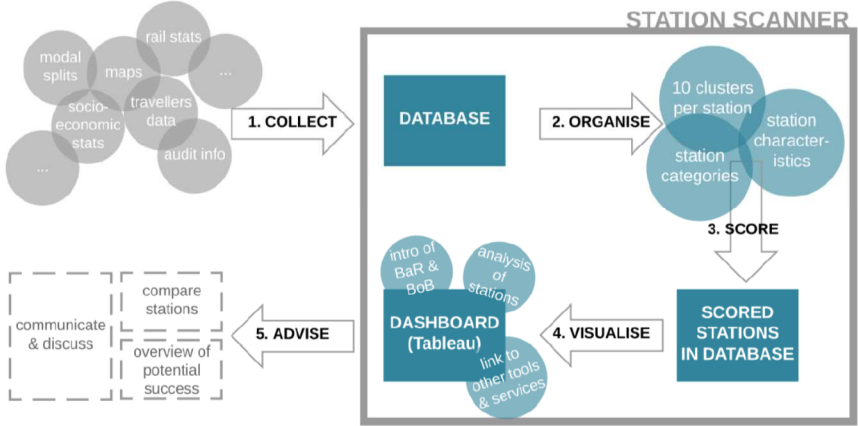 STATION SCANNER
rail stats
modal
splits
maps
...
socio-
economic
stats
travellers
data
audit info
...
1. COLLECT
DATABASE
2. ORGANISE
10 clusters
per station
station
character-
istics
station
categories
3. SCORE
SCORED
STATIONS
IN DATABASE
4. VISUALISE
intro of
BaR &
BoB
analysis
of
stations
DASHBOARD
(Tableau)
link to
other tools
& services
5. ADVISE
compare
stations
communicate
& discuss
overview of
potential
success